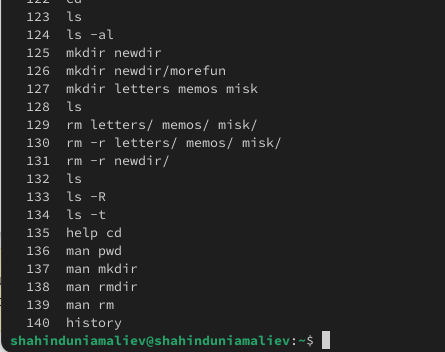 122 cd
123 ls
124 ls -al
125 mkdir newdir
126 mkdir newdir/morefun
127 mkdir letters memos misk
128 ls
129 rm letters/ memos/ misk/
130 rm -r letters/ memos/ misk/
131 rm -r newdir/
132 ls
133 ls -R
134 ls -t
135 help cd
136 man pwd
137 man mkdir
138 man rmdir
139 man rm
140 history
shahinduniamaliev@shahinduniamaliev:~$